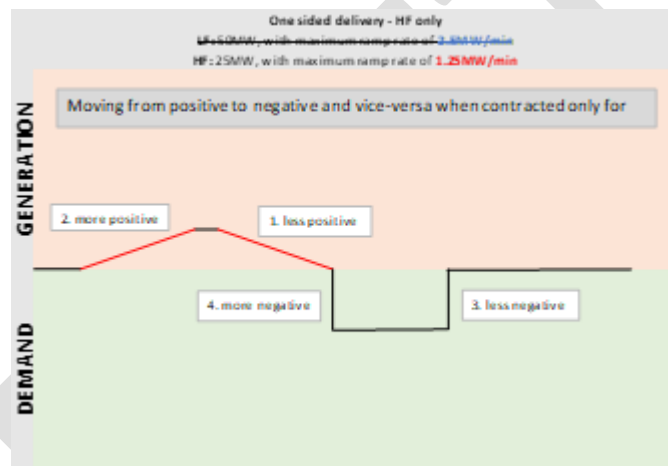 One sided delivery - HF only
LF: 50MW, with maximum ramp rate of 2.5MW/min
HF: 25MW, with maximum ramp rate of 1.25MW/min
GENERATION
Moving from positive to negative and vice-versa when contracted only for
2. more positive
1. less positive
4. more negative
3. less negative
DEMAND